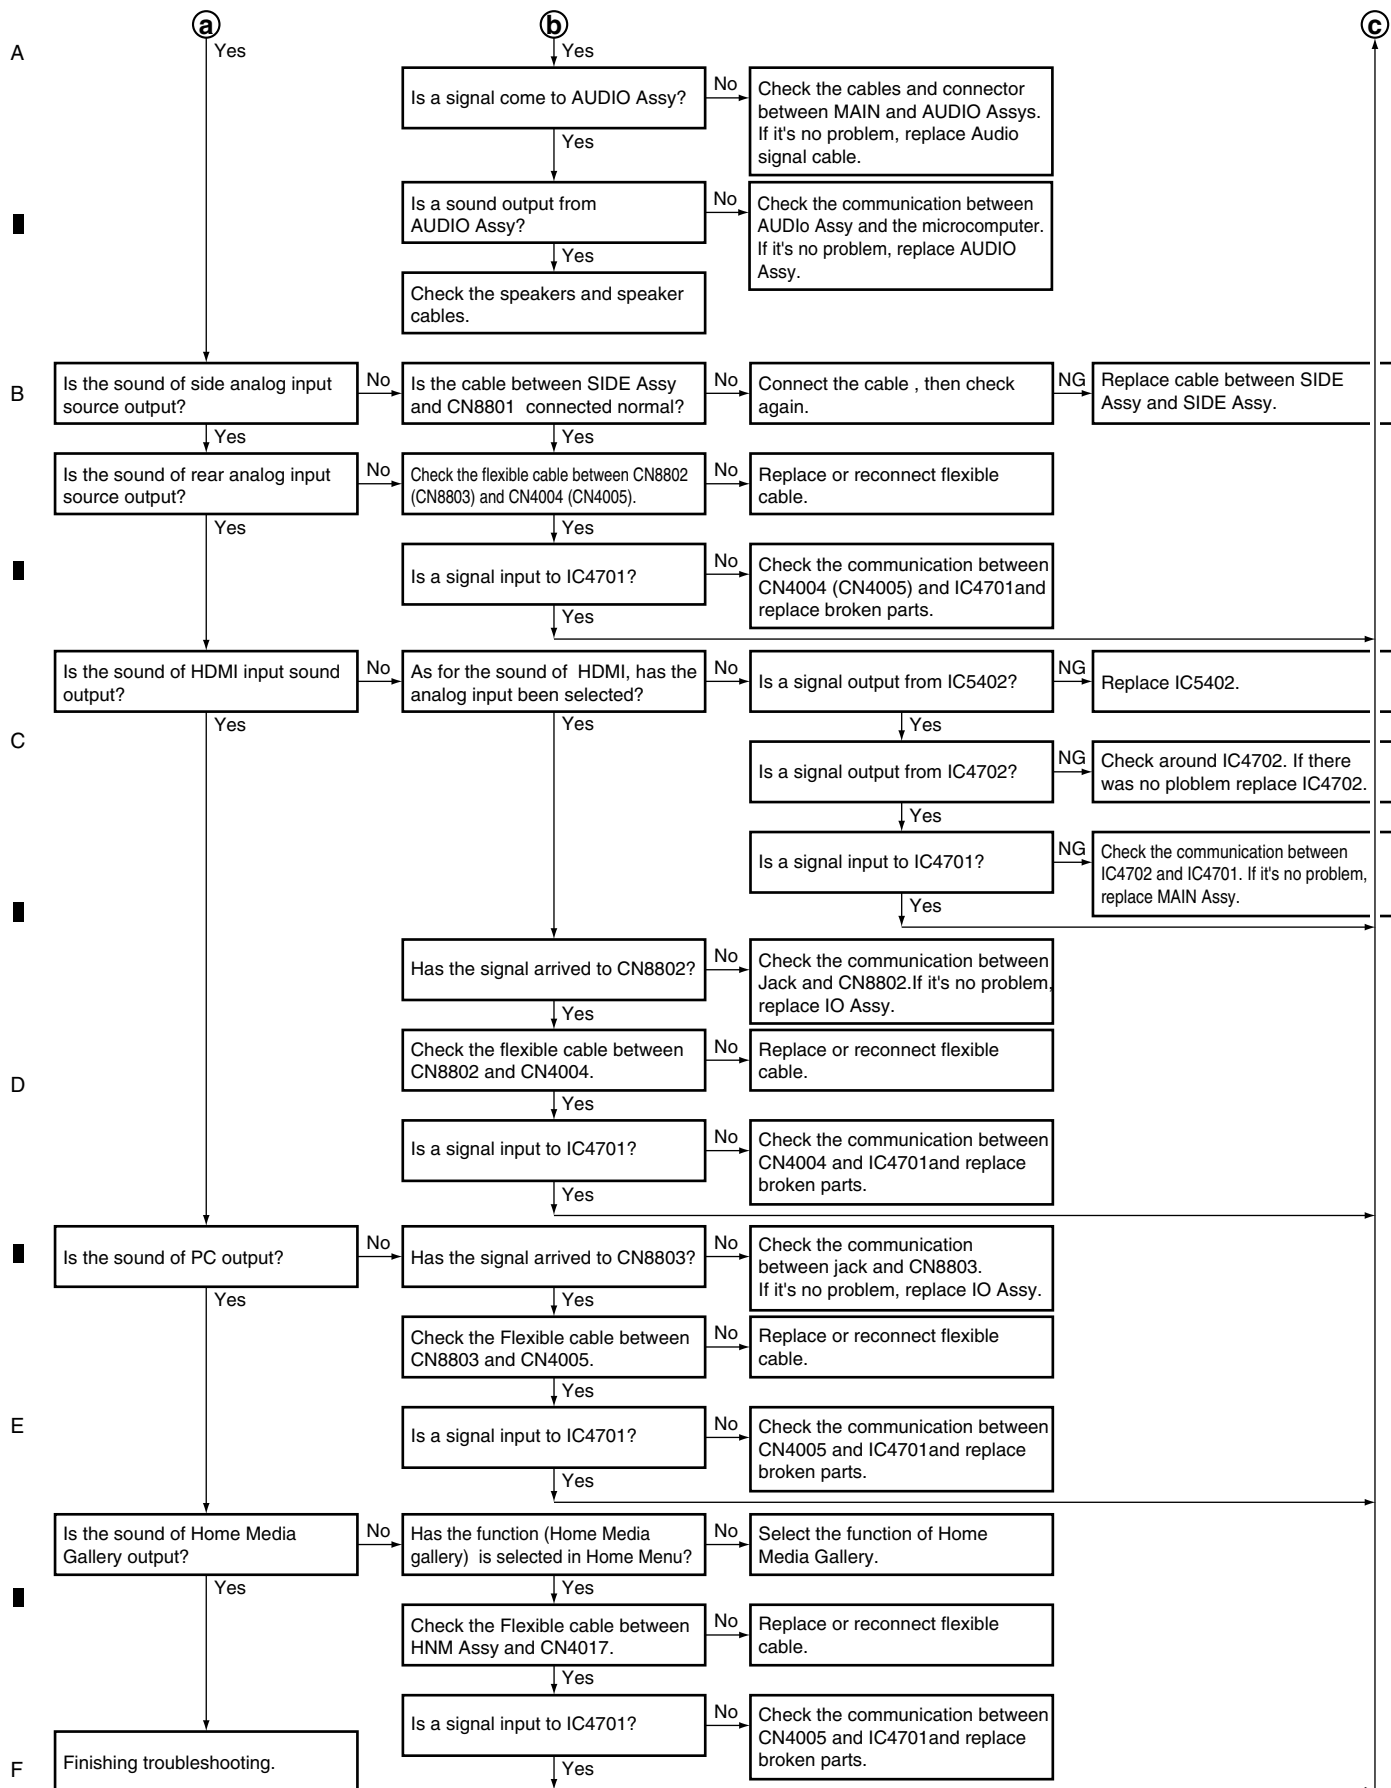 a
b
c
A
Yes
Yes
Is a signal come to AUDIO Assy?
No
Check the cables and connector
between MAIN and AUDIO Assys.
If it's no problem, replace Audio
signal cable.
Yes
Is a sound output from
AUDIO Assy?
No
Check the communication between
AUDIo Assy and the microcomputer.
If it's no problem, replace AUDIO
Assy.
Yes
Check the speakers and speaker
cables.
B
Is the sound of side analog input
source output?
No
Is the cable between SIDE Assy
and CN8801 connected normal?
No
Connect the cable , then check
again.
NG
Replace cable between SIDE
Assy and SIDE Assy.
Yes
Yes
Is the sound of rear analog input
source output?
No
Check the flexible cable between CN8802
(CN8803) and CN4004 (CN4005).
No
Replace or reconnect flexible
cable.
Yes
Yes
Is a signal input to IC4701?
No
Check the communication between
CN4004 (CN4005) and IC4701and
replace broken parts.
Yes
Is the sound of HDMI input sound
output?
No
As for the sound of HDMI, has the
analog input been selected?
No
Is a signal output from IC5402?
NG
Replace IC5402.
Yes
Yes
Yes
C
Is a signal output from IC4702?
NG
Check around IC4702. If there
was no ploblem replace IC4702.
Yes
Is a signal input to IC4701?
NG
Check the communication between
IC4702 and IC4701. If it's no problem,
replace MAIN Assy.
Yes
Has the signal arrived to CN8802?
No
Check the communication between
Jack and CN8802.If it's no problem,
replace IO Assy.
Yes
D
Check the flexible cable between
CN8802 and CN4004.
No
Replace or reconnect flexible
cable.
Yes
Is a signal input to IC4701?
No
Check the communication between
CN4004 and IC4701and replace
broken parts.
Yes
Is the sound of PC output?
No
Has the signal arrived to CN8803?
No
Check the communication
between jack and CN8803.
If it's no problem, replace IO Assy.
Yes
Yes
Check the Flexible cable between
CN8803 and CN4005.
No
Replace or reconnect flexible
cable.
Yes
E
Is a signal input to IC4701?
No
Check the communication between
CN4005 and IC4701and replace
broken parts.
Yes
Is the sound of Home Media
Gallery output?
No
Has the function (Home Media
gallery) is selected in Home Menu?
No
Select the function of Home
Media Gallery.
Yes
Yes
Check the Flexible cable between
HNM Assy and CN4017.
No
Replace or reconnect flexible
cable.
Yes
Is a signal input to IC4701?
No
Check the communication between
CN4005 and IC4701and replace
broken parts.
F
Finishing troubleshooting.
Yes